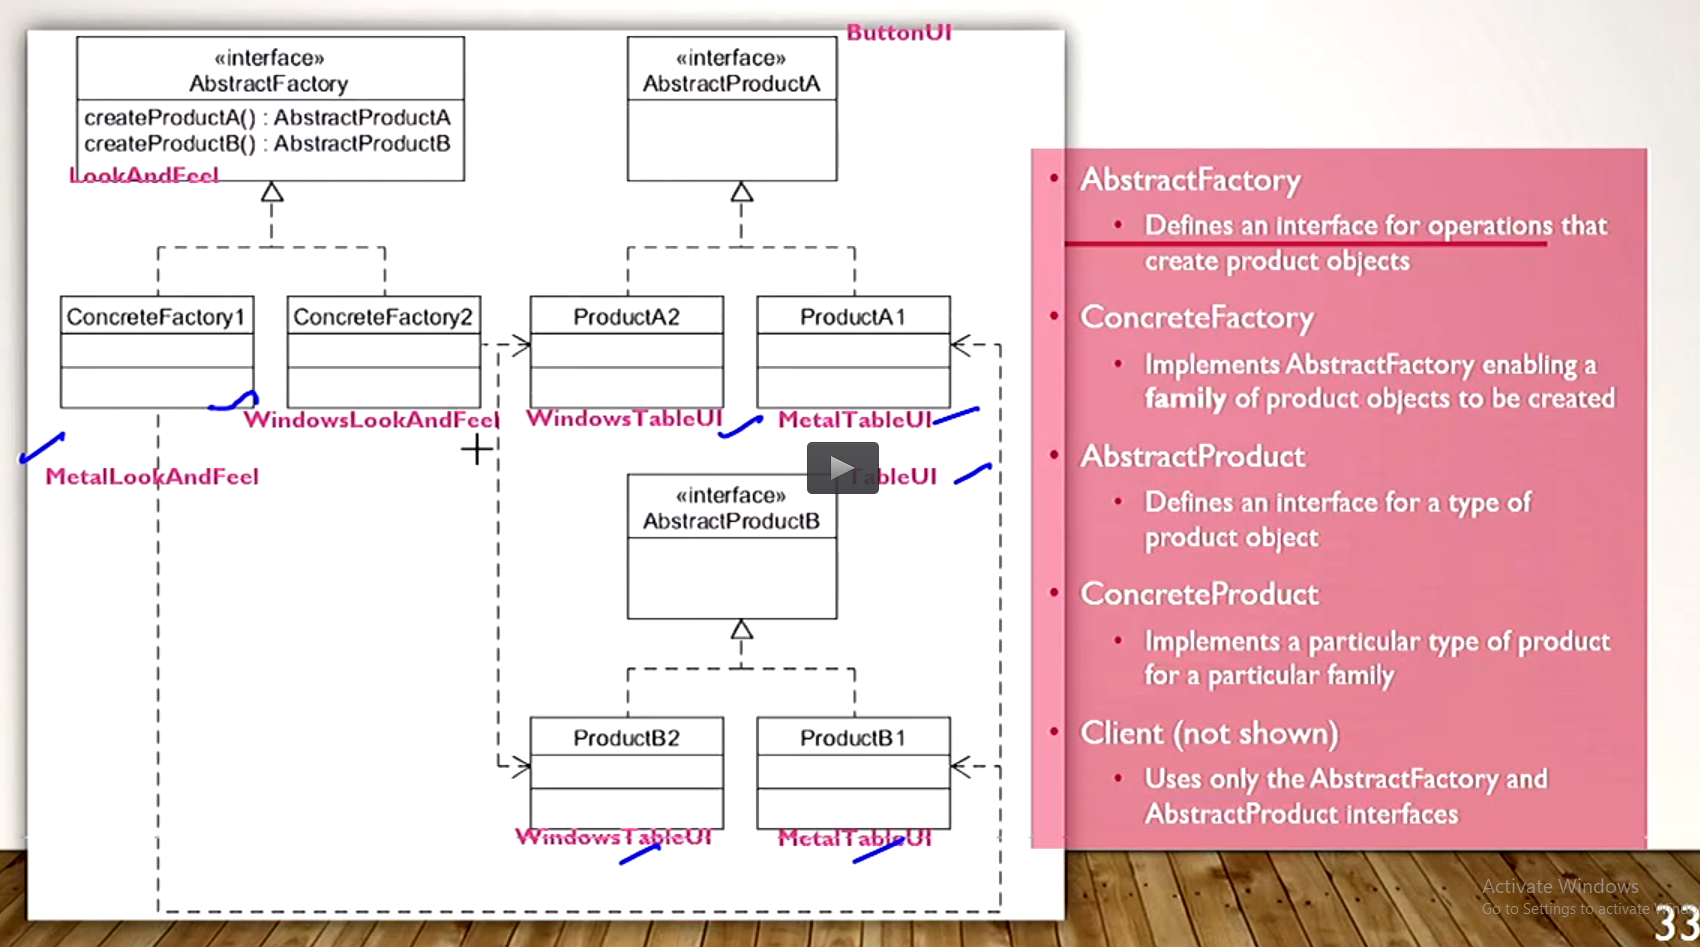 ButtonUI
«interface»
AbstractFactory
createProductA() : AbstractProductA
createProductB() : AbstractProductB
LookAndFeel
«interface»
AbstractProductA
ConcreteFactory1
ConcreteFactory2
ProductA2
ProductA1
WindowsLookAndFeel
WindowsTableUI
MetalTableUI
MetalLookAndFeel
TableUI
«interface»
AbstractProductB
ProductB2
ProductB1
WindowsTableUI
MetalTableUI
• AbstractFactory
• Defines an interface for operations that
create product objects
• ConcreteFactory
• Implements AbstractFactory enabling a
family of product objects to be created
• AbstractProduct
• Defines an interface for a type of
product object
• ConcreteProduct
• Implements a particular type of product
for a particular family
• Client (not shown)
• Uses only the AbstractFactory and
AbstractProduct interfaces
Activate Windows
Go to Settings to activate
33